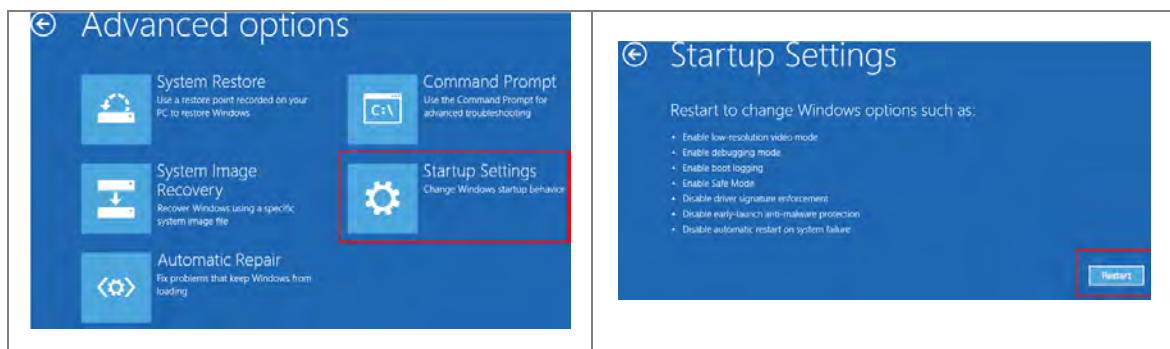 Advanced options
System Restore
Use a restore point recorded on your
PC to restore Windows
Command Prompt
Use the Command Prompt for
advanced troubleshooting
C:\
System Image
Recovery
Recover Windows using a specific
system image file
Startup Settings
Change Windows startup behavior
Automatic Repair
Fix problems that keep Windows from
loading
Startup Settings
Restart to change Windows options such as:
• Enable low-resolution video mode
• Enable debugging mode
• Enable boot logging
• Enable Safe Mode
• Disable driver signature enforcement
• Disable early-launch anti-malware protection
• Disable automatic restart on system failure
Restart